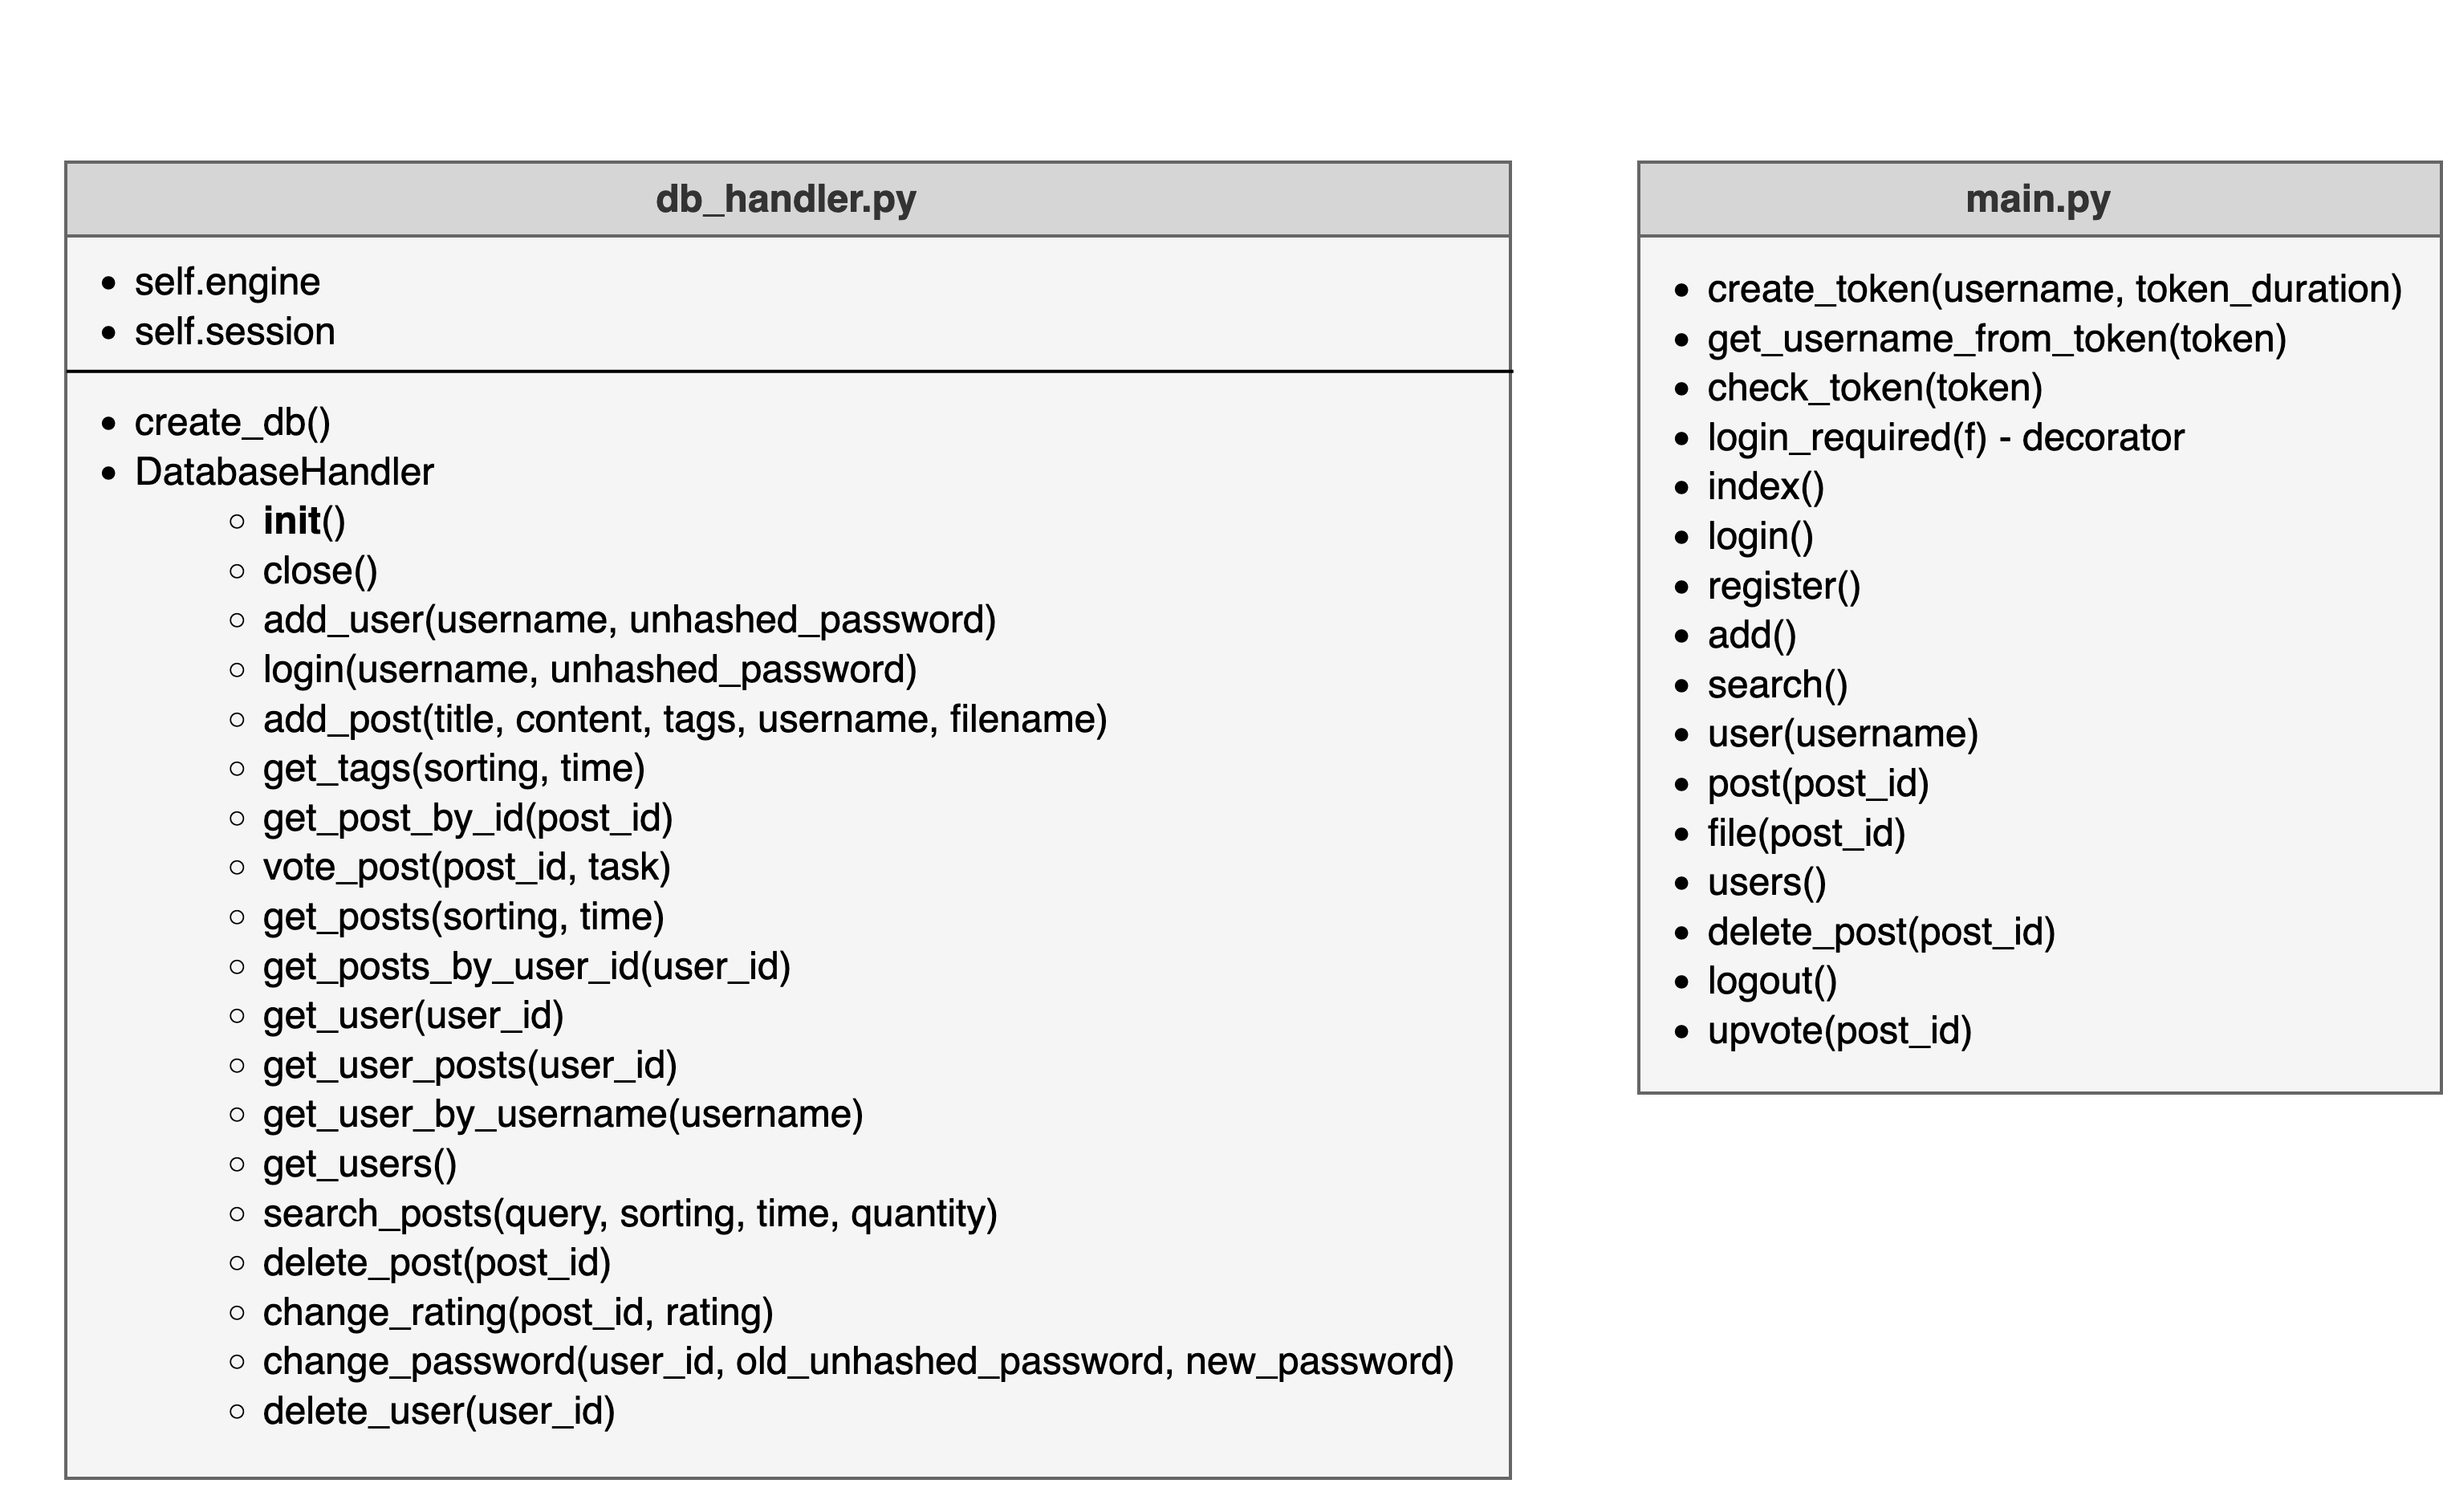 db_handler.py
self.engine
self.session
create_db()
DatabaseHandler
init()
close()
add_user(username, unhashed_password)
login(username, unhashed_password)
add_post(title, content, tags, username, filename)
get_tags(sorting, time)
get_post_by_id(post_id)
vote_post(post_id, task)
get_posts(sorting, time)
get_posts_by_user_id(user_id)
get_user(user_id)
get_user_posts(user_id)
get_user_by_username(username)
get_users()
search_posts(query, sorting, time, quantity)
delete_post(post_id)
change_rating(post_id, rating)
change_password(user_id, old_unhashed_password, new_password)
delete_user(user_id)
main.py
create_token(username, token_duration)
get_username_from_token(token)
check_token(token)
login_required(f) - decorator
index()
login()
register()
add()
search()
user(username)
post(post_id)
file(post_id)
users()
delete_post(post_id)
logout()
upvote(post_id)